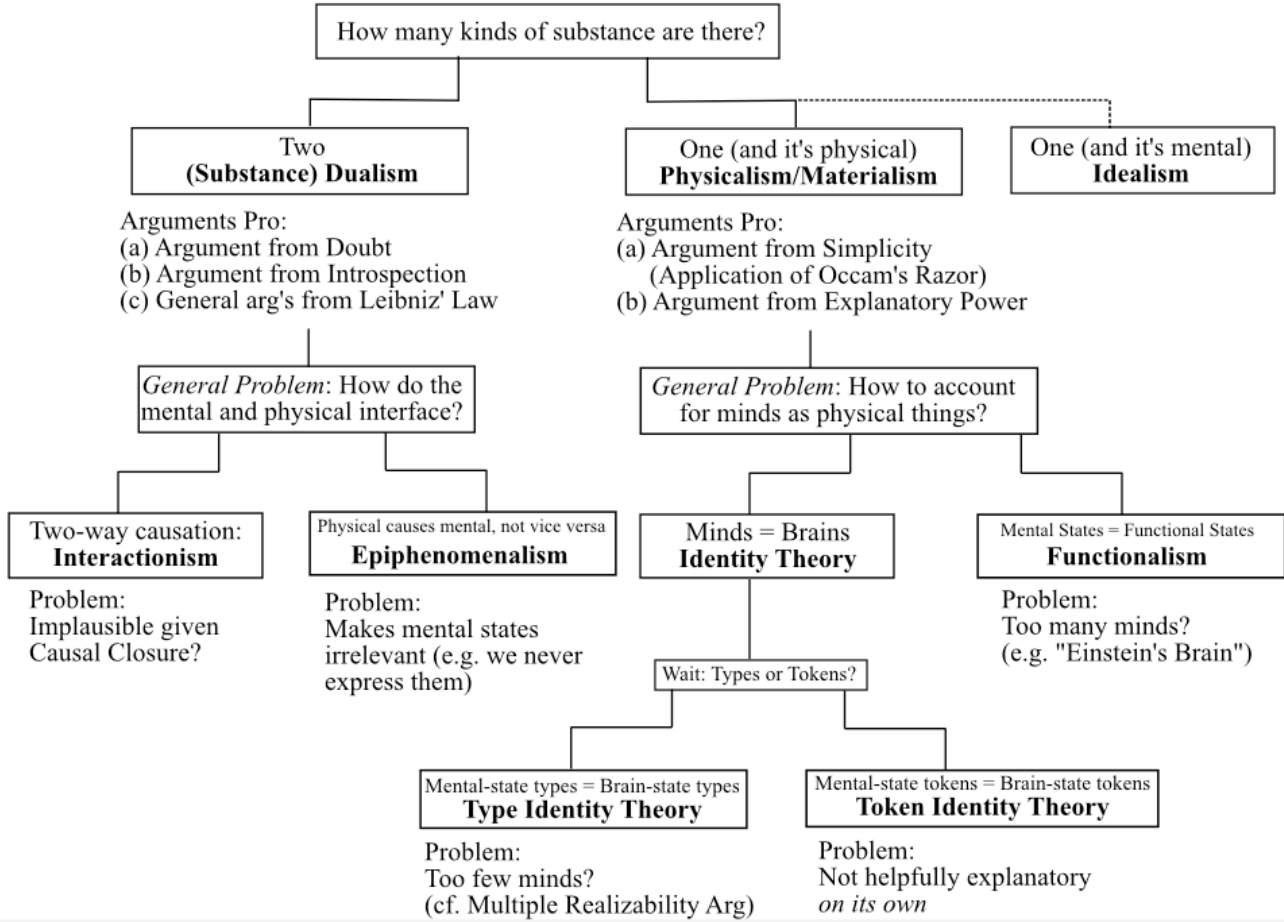 How many kinds of substance are there?
Two
(Substance) Dualism
One (and it's physical)
Physicalism/Materialism
One (and it's mental)
Idealism
Arguments Pro:
(a) Argument from Doubt
(b) Argument from Introspection
(c) General arg's from Leibniz' Law
Arguments Pro:
(a) Argument from Simplicity
(Application of Occam's Razor)
(b) Argument from Explanatory Power
General Problem: How do the
mental and physical interface?
General Problem: How to account
for minds as physical things?
Two-way causation:
Interactionism
Physical causes mental, not vice versa
Epiphenomenalism
Minds = Brains
Identity Theory
Mental States = Functional States
Functionalism
Problem:
Implausible given
Causal Closure?
Problem:
Makes mental states
irrelevant (e.g. we never
express them)
Problem:
Too many minds?
(e.g. "Einstein's Brain")
Wait: Types or Tokens?
Mental-state types = Brain-state types
Type Identity Theory
Mental-state tokens = Brain-state tokens
Token Identity Theory
Problem:
Too few minds?
(cf. Multiple Realizability Arg)
Problem:
Not helpfully explanatory
on its own